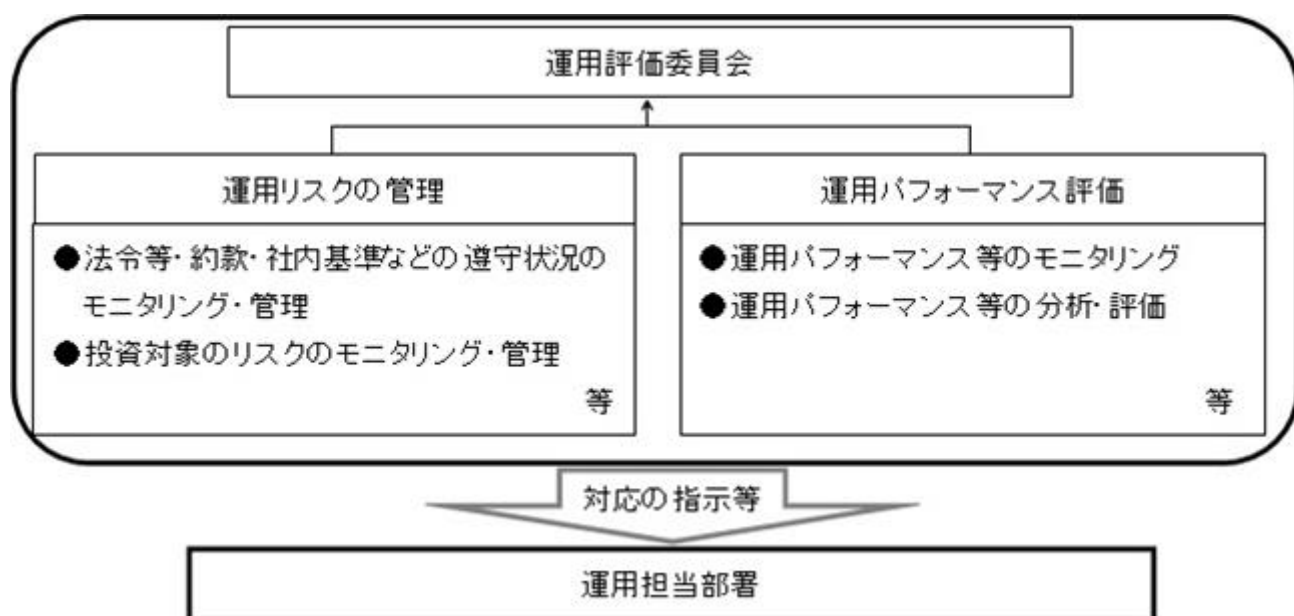 運用評価委員会
運用リスクの管理
●法令等・約款・社内基準などの遵守状況の
モニタリング・管理
●投資対象のリスクのモニタリング・管理
等
運用パフォーマンス評価
●運用パフォーマンス等のモニタリング
●運用パフォーマンス等の分析・評価
等
対応の指示等
運用担当部署